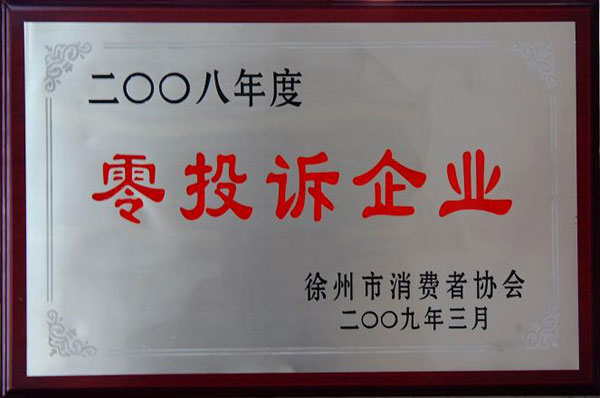 二〇〇八年度
零投诉企业
徐州市消费者协会
二〇〇九年三月